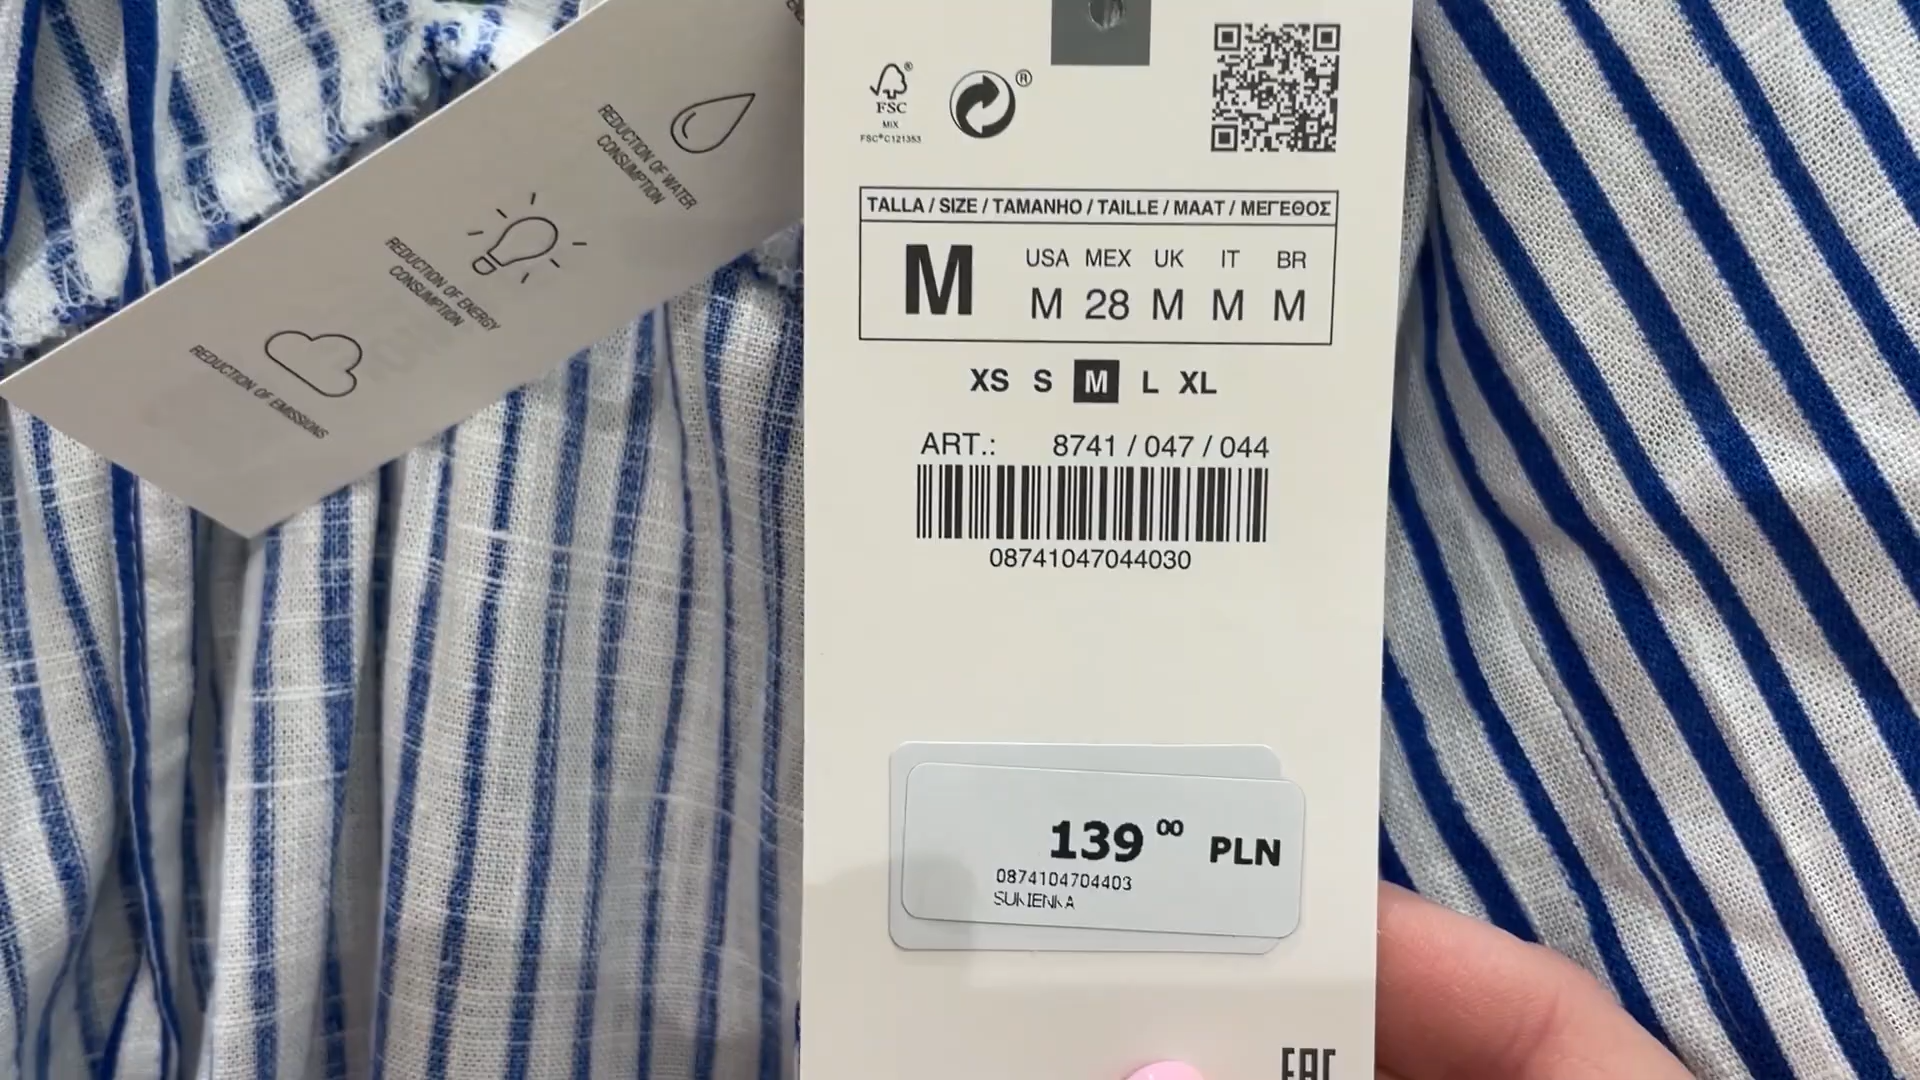 REDUCTION OF WATER
CONSUMPTION
REDUCTION OF ENERGY
CONSUMPTION
REDUCTION OF EMISSIONS
®
FSC
MIX
FSC® C121353
®
TALLA / SIZE / TAMANHO / TAILLE / MAAT / ΜΕΓΕΘΟΣ
M
USA MEX UK IT BR
M 28 M M M
XS S M L XL
ART.: 8741 / 047 / 044
08741047044030
139 00 PLN
0874104704403
SUKIENKA
EAC